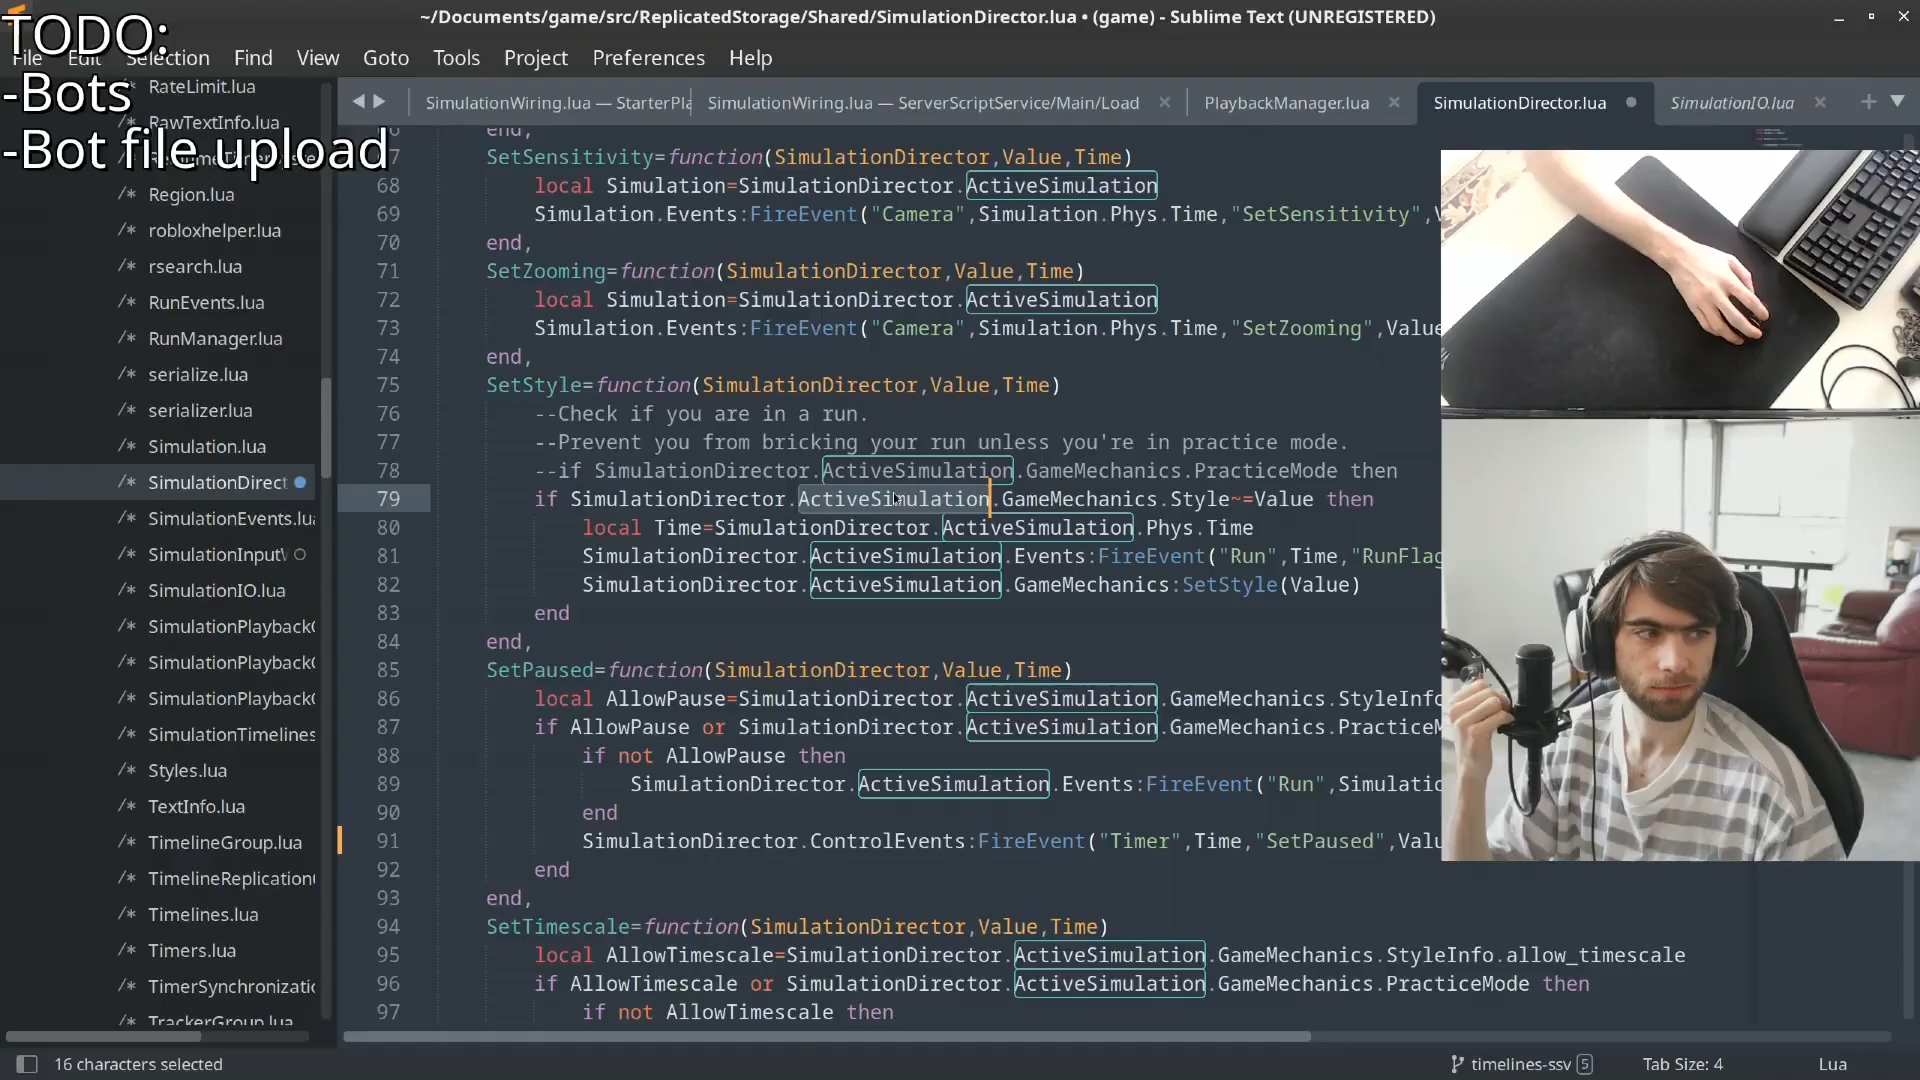 ~/Documents/game/src/ReplicatedStorage/Shared/SimulationDirector.lua • (game) - Sublime Text (UNREGISTERED)
TODO:
-Bots
-Bot file upload
File Edit Selection Find View Goto Tools Project Preferences Help
SimulationWiring.lua — StarterPla
SimulationWiring.lua — ServerScriptService/Main/Load
PlaybackManager.lua
SimulationDirector.lua
SimulationIO.lua
/* RateLimit.lua
/* RawTextInfo.lua
/* Region.lua
/* robloxhelper.lua
/* rsearch.lua
/* RunEvents.lua
/* RunManager.lua
/* serialize.lua
/* serializer.lua
/* Simulation.lua
/* SimulationDirect
/* SimulationEvents.lua
/* SimulationInput
/* SimulationIO.lua
/* SimulationPlayback
/* SimulationPlayback
/* SimulationPlayback
/* SimulationTimelines
/* Styles.lua
/* TextInfo.lua
/* TimelineGroup.lua
/* TimelineReplication
/* Timelines.lua
/* Timers.lua
/* TimerSynchronizatio
/* TrackerGroup.lua
end,
SetSensitivity=function(SimulationDirector,Value,Time)
68 local Simulation=SimulationDirector.ActiveSimulation
69 Simulation.Events:FireEvent("Camera",Simulation.Phys.Time,"SetSensitivity",V
70 end,
71 SetZooming=function(SimulationDirector,Value,Time)
72 local Simulation=SimulationDirector.ActiveSimulation
73 Simulation.Events:FireEvent("Camera",Simulation.Phys.Time,"SetZooming",Value
74 end,
75 SetStyle=function(SimulationDirector,Value,Time)
76 --Check if you are in a run.
77 --Prevent you from bricking your run unless you're in practice mode.
78 --if SimulationDirector.ActiveSimulation.GameMechanics.PracticeMode then
79 if SimulationDirector.ActiveSimulation.GameMechanics.Style~=Value then
80 local Time=SimulationDirector.ActiveSimulation.Phys.Time
81 SimulationDirector.ActiveSimulation.Events:FireEvent("Run",Time,"RunFlag
82 SimulationDirector.ActiveSimulation.GameMechanics:SetStyle(Value)
83 end
84 end,
85 SetPaused=function(SimulationDirector,Value,Time)
86 local AllowPause=SimulationDirector.ActiveSimulation.GameMechanics.StyleInfo
87 if AllowPause or SimulationDirector.ActiveSimulation.GameMechanics.PracticeM
88 if not AllowPause then
89 SimulationDirector.ActiveSimulation.Events:FireEvent("Run",Simulatio
90 end
91 SimulationDirector.ControlEvents:FireEvent("Timer",Time,"SetPaused",Valu
92 end
93 end,
94 SetTimescale=function(SimulationDirector,Value,Time)
95 local AllowTimescale=SimulationDirector.ActiveSimulation.GameMechanics.StyleInfo.allow_timescale
96 if AllowTimescale or SimulationDirector.ActiveSimulation.GameMechanics.PracticeMode then
97 if not AllowTimescale then
16 characters selected
timelines-ssv 5
Tab Size: 4
Lua